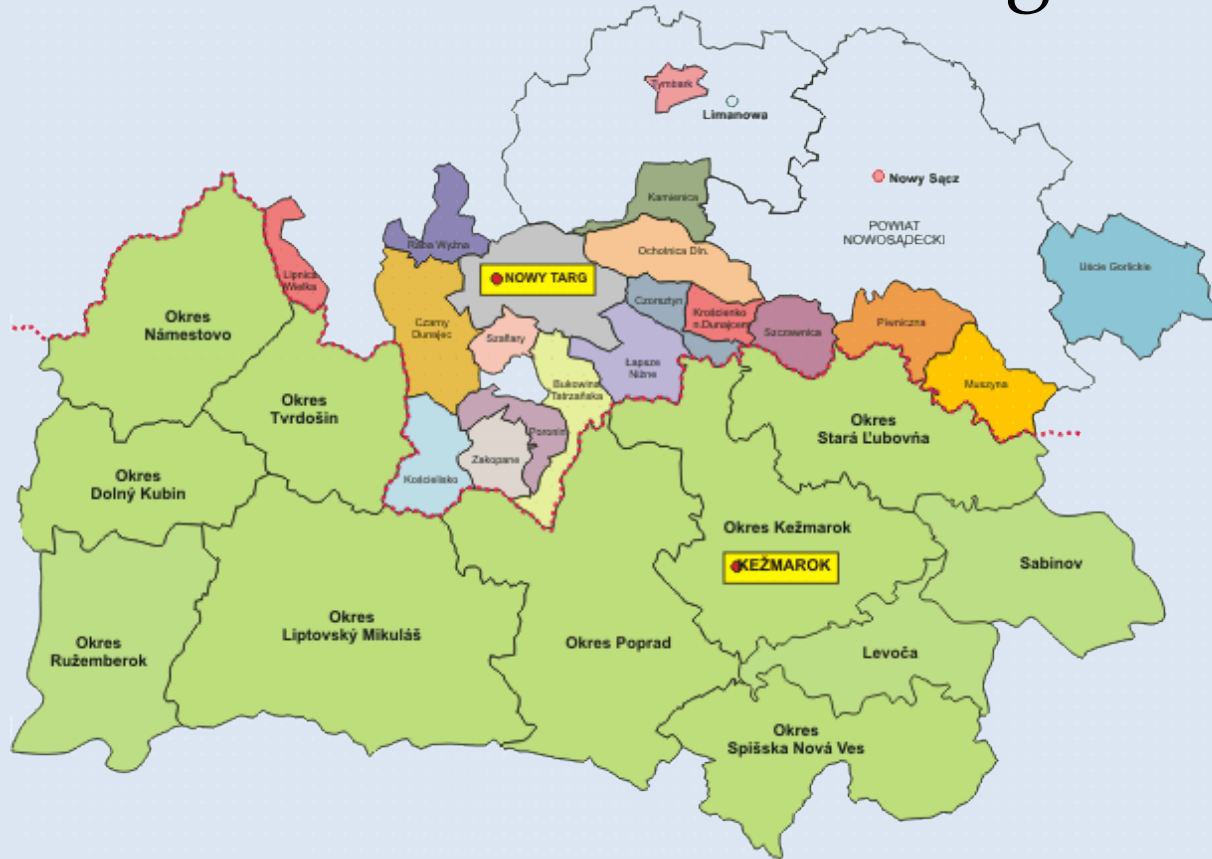 g
Tymbark
Limanowa
Nowy Sącz
Kamienica
POWIAT
NOWOSĄDECKI
Raba Wyżna
Ochotnica Dln.
Uście Gorlickie
Lipnica
Wielka
NOWY TARG
Czorsztyn
Krościenko
n.Dunajcem
Okres
Námestovo
Czarny
Dunajec
Szaflary
Szczawnica
Piwniczna
Łapsze
Niżne
Bukowina
Tatrzańska
Muszyna
Okres
Tvrdošin
Okres
Stará Ľubovňa
Poronin
Zakopane
Kościelisko
Okres
Dolný Kubin
Okres Kežmarok
KEŽMAROK
Sabinov
Okres
Liptovský Mikuláš
Okres
Ružemberok
Okres Poprad
Levoča
Okres
Spišska Nová Ves